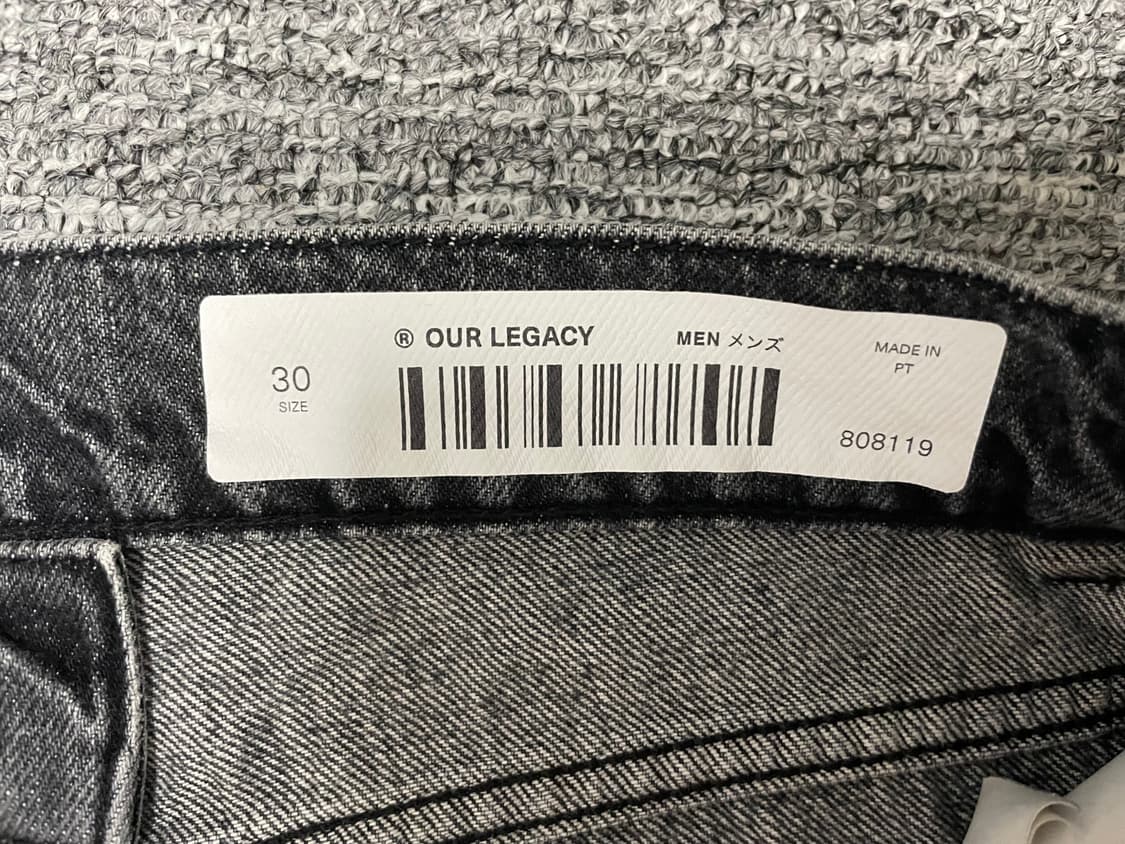 ® OUR LEGACY
MEN メンズ
30
SIZE
MADE IN
PT
808119